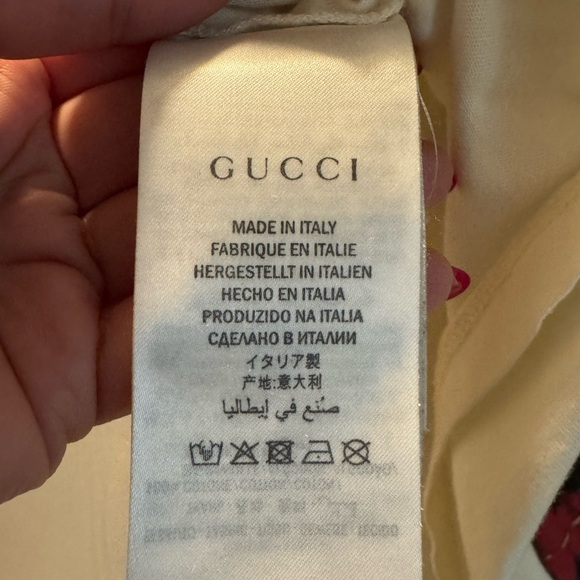 GUCCI
MADE IN ITALY
FABRIQUE EN ITALIE
HERGESTELLT IN ITALIEN
HECHO EN ITALIA
PRODUZIDO NA ITALIA
СДЕЛАНО В ИТАЛИИ
イタリア製
产地:意大利
صنع في إيطاليا